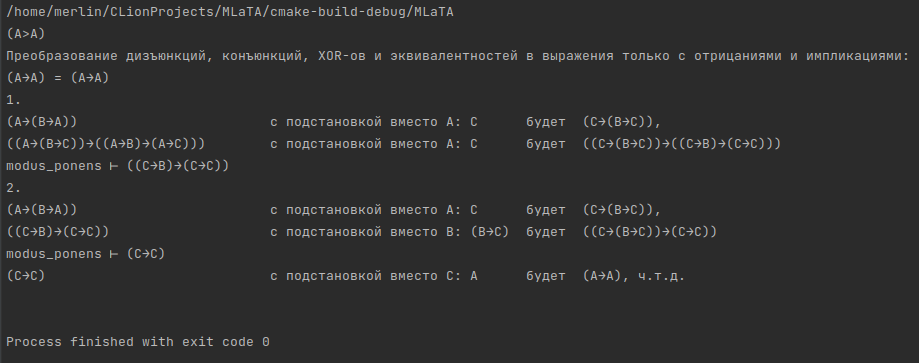 /home/merlin/CLionProjects/MLaTA/cmake-build-debug/MLaTA
(A>A)
Преобразование дизъюнкций, конъюнкций, XOR-ов и эквивалентностей в выражения только с отрицаниями и импликациями:
(A→A) = (A→A)
1.
(A→(B→A)) с подстановкой вместо A: C будет (C→(B→C)),
((A→(B→C))→((A→B)→(A→C))) с подстановкой вместо A: C будет ((C→(B→C))→((C→B)→(C→C)))
modus_ponens ⊢ ((C→B)→(C→C))
2.
(A→(B→A)) с подстановкой вместо A: C будет (C→(B→C)),
((C→B)→(C→C)) с подстановкой вместо B: (B→C) будет ((C→(B→C))→(C→C))
modus_ponens ⊢ (C→C)
(C→C) с подстановкой вместо C: A будет (A→A), ч.т.д.
Process finished with exit code 0